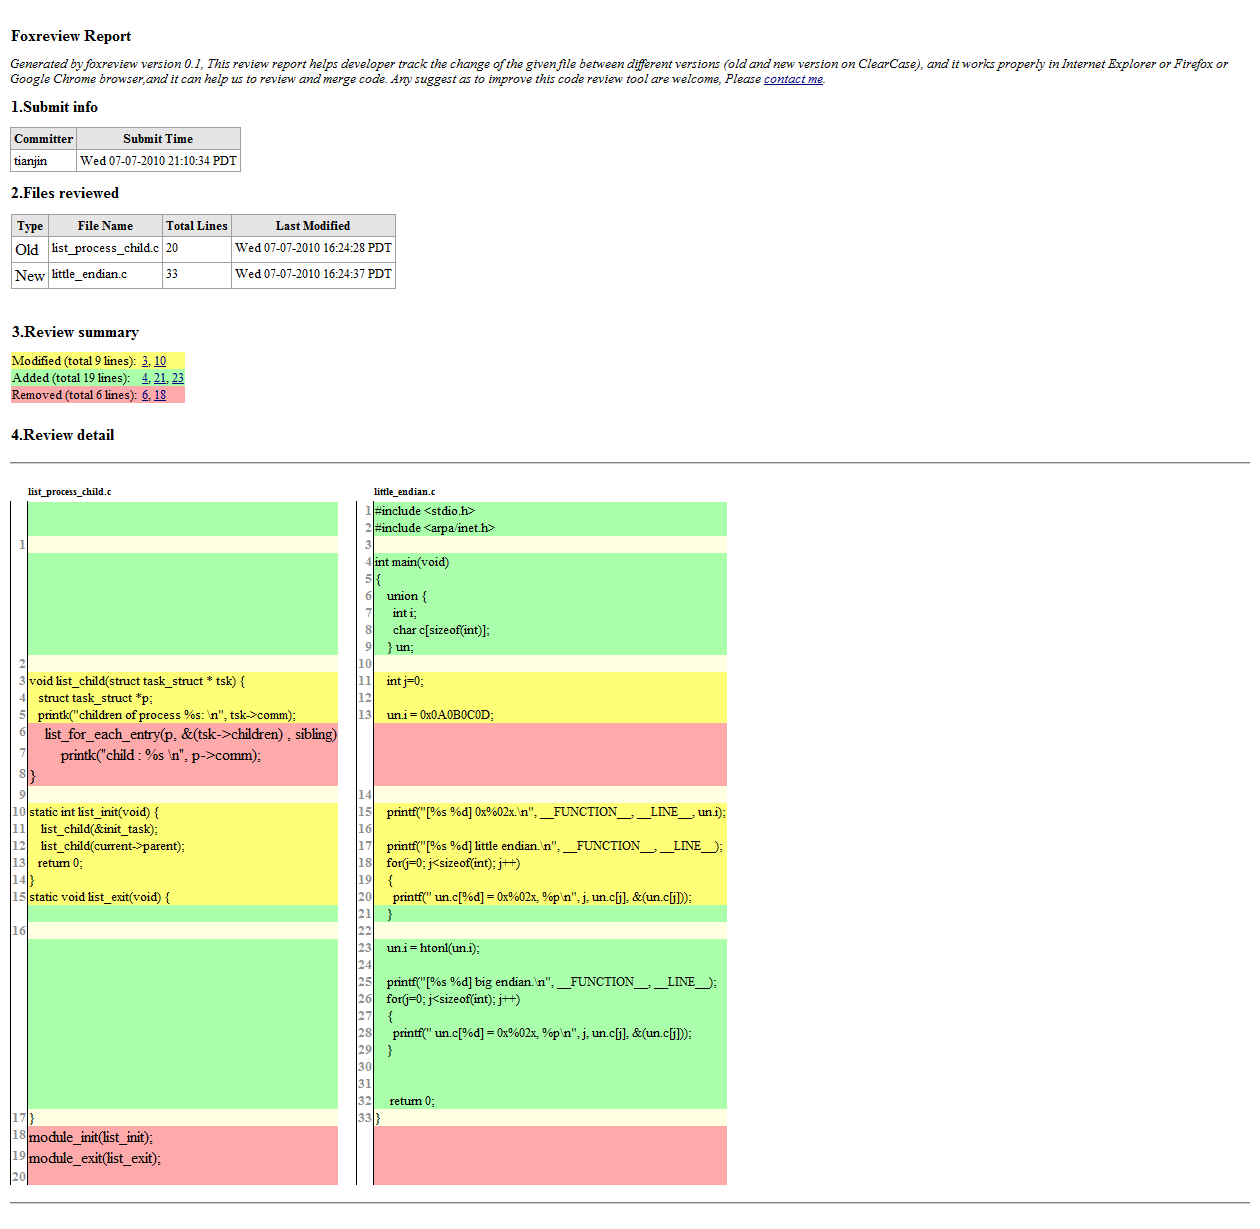 Foxreview Report
Generated by foxreview version 0.1, This review report helps developer track the change of the given file between different versions (old and new version on ClearCase), and it works properly in Internet Explorer or Firefox or
Google Chrome browser,and it can help us to review and merge code. Any suggest as to improve this code review tool are welcome, Please contact me.
1.Submit info
Committer Submit Time
tianjin Wed 07-07-2010 21:10:34 PDT
2.Files reviewed
Type File Name Total Lines Last Modified
Old list_process_child.c 20 Wed 07-07-2010 16:24:28 PDT
New little_endian.c 33 Wed 07-07-2010 16:24:37 PDT
3.Review summary
Modified (total 9 lines): 3, 10
Added (total 19 lines): 4, 21, 23
Removed (total 6 lines): 6, 18
4.Review detail
list_process_child.c
1
2
3 void list_child(struct task_struct * tsk) {
4 struct task_struct *p;
5 printk("children of process %s: \n", tsk->comm);
6 list_for_each_entry(p, &(tsk->children) , sibling)
7 printk("child : %s \n", p->comm);
8 }
9
10 static int list_init(void) {
11 list_child(&init_task);
12 list_child(current->parent);
13 return 0;
14 }
15 static void list_exit(void) {
16
17 }
18 module_init(list_init);
19 module_exit(list_exit);
20
little_endian.c
1 #include <stdio.h>
2 #include <arpa/inet.h>
3
4 int main(void)
5 {
6 union {
7 int i;
8 char c[sizeof(int)];
9 } un;
10
11 int j=0;
12
13 un.i = 0x0A0B0C0D;
14
15 printf("[%s %d] 0x%02x.\n", __FUNCTION__, __LINE__, un.i);
16
17 printf("[%s %d] little endian.\n", __FUNCTION__, __LINE__);
18 for(j=0; j<sizeof(int); j++)
19 {
20 printf(" un.c[%d] = 0x%02x, %p\n", j, un.c[j], &(un.c[j]));
21 }
22
23 un.i = htonl(un.i);
24
25 printf("[%s %d] big endian.\n", __FUNCTION__, __LINE__);
26 for(j=0; j<sizeof(int); j++)
27 {
28 printf(" un.c[%d] = 0x%02x, %p\n", j, un.c[j], &(un.c[j]));
29 }
30
31
32 return 0;
33 }